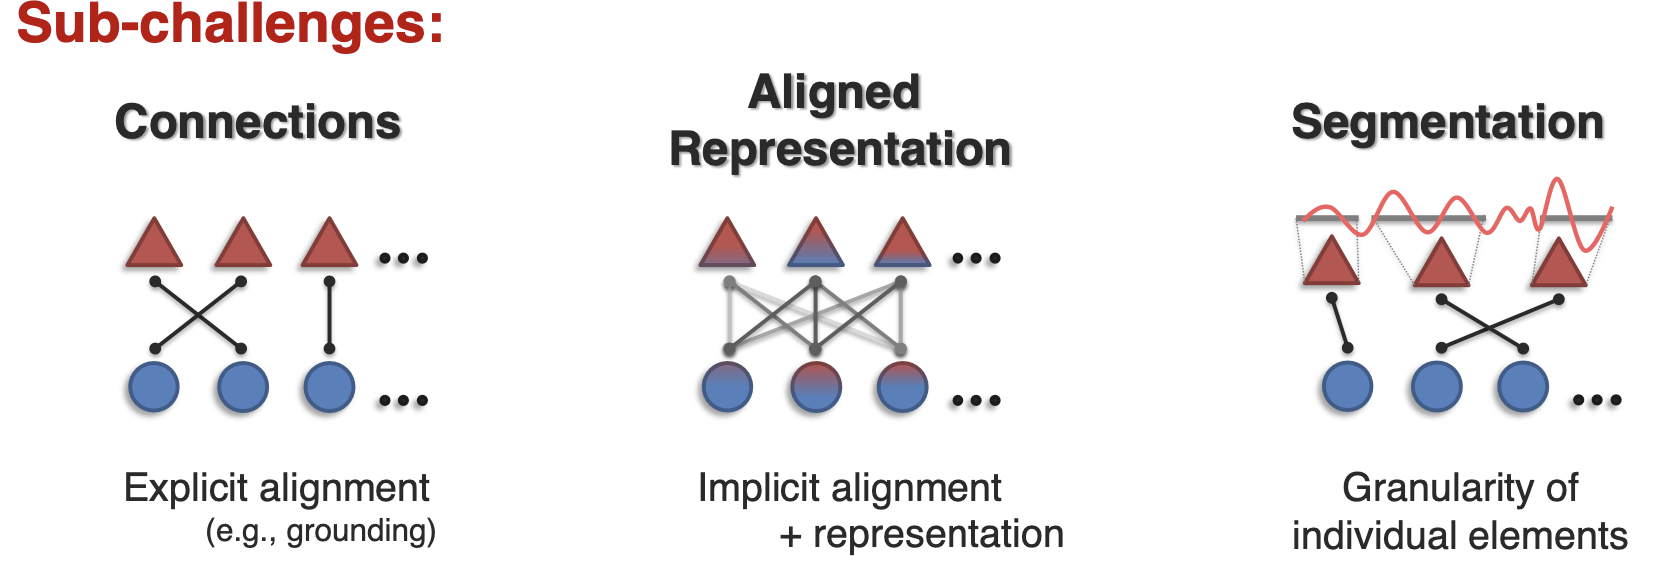 Sub-challenges:
Connections
Explicit alignment
(e.g., grounding)
Aligned
Representation
Implicit alignment
+ representation
Segmentation
Granularity of
individual elements